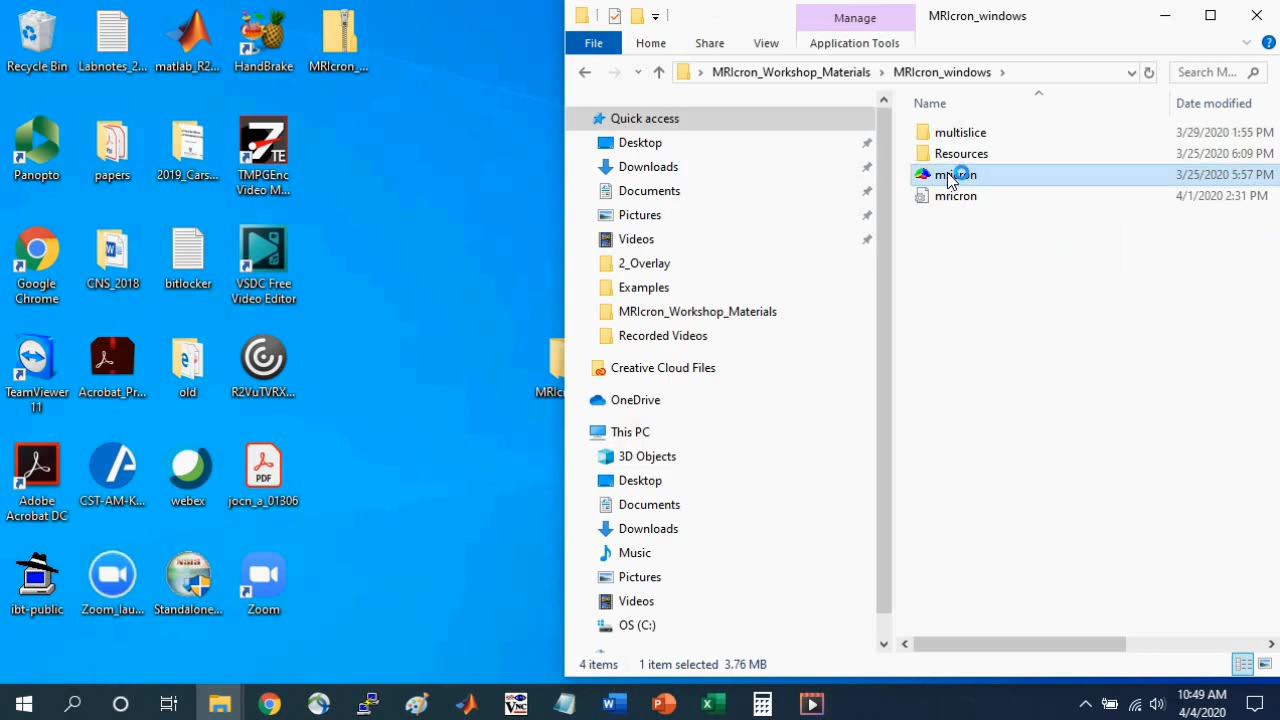 Recycle Bin
Labnotes_2...
matlab_R2...
HandBrake
MRIcron_...
Panopto
papers
2019_Cars...
TMPGEnc
Video M...
Google
Chrome
CNS_2018
bitlocker
VSDC Free
Video Editor
TeamViewer
11
Acrobat_Pr...
old
R2VuTVRX...
MRIc
Adobe
Acrobat DC
CST-AM-K...
webex
PDF
jocn_a_01306
ibt-public
Zoom_lau...
Standalone...
Zoom
Manage
MRIcron_windows
File
Home
Share
View
Application Tools
MRIcron_Workshop_Materials
MRIcron_windows
Search M...
Name
Date modified
Quick access
Desktop
Downloads
Documents
Pictures
Videos
2_Overlay
Examples
MRIcron_Workshop_Materials
Recorded Videos
Creative Cloud Files
OneDrive
This PC
3D Objects
Desktop
Documents
Downloads
Music
Pictures
Videos
OS (C:)
multislice
3/29/2020 1:55 PM
Resources
3/25/2020 6:09 PM
mricron
3/25/2020 5:57 PM
mricron
4/1/2020 2:31 PM
4 items
1 item selected 3.76 MB
10:49 AM
4/4/2020